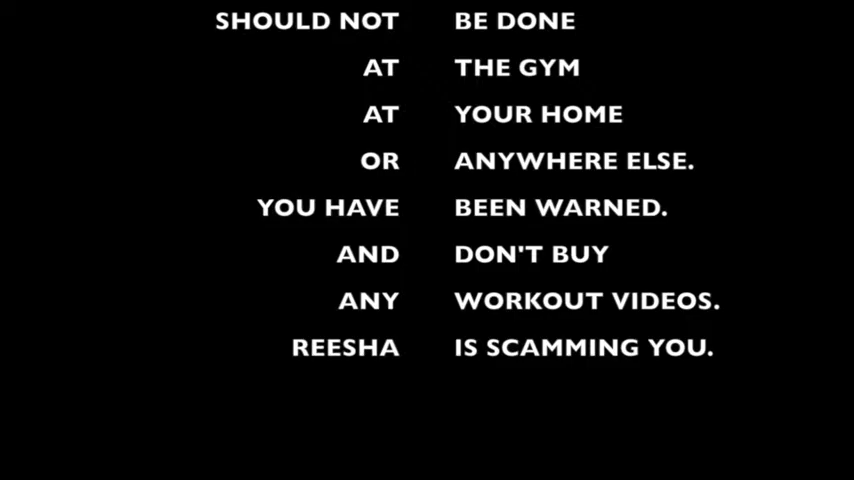 SHOULD NOT BE DONE
AT THE GYM
AT YOUR HOME
OR ANYWHERE ELSE.
YOU HAVE BEEN WARNED.
AND DON'T BUY
ANY WORKOUT VIDEOS.
REESHA IS SCAMMING YOU.